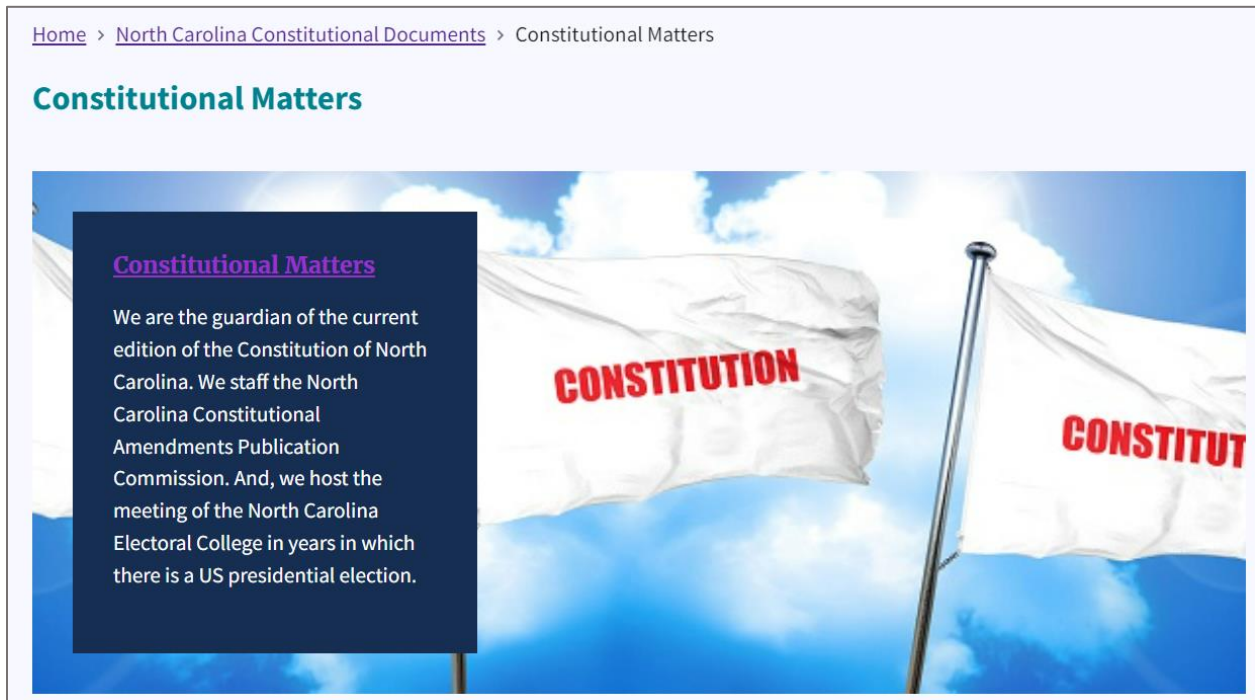 Home > North Carolina Constitutional Documents > Constitutional Matters
Constitutional Matters
Constitutional Matters
We are the guardian of the current
edition of the Constitution of North
Carolina. We staff the North
Carolina Constitutional
Amendments Publication
Commission. And, we host the
meeting of the North Carolina
Electoral College in years in which
there is a US presidential election.
CONSTITUTION
CONSTITUT